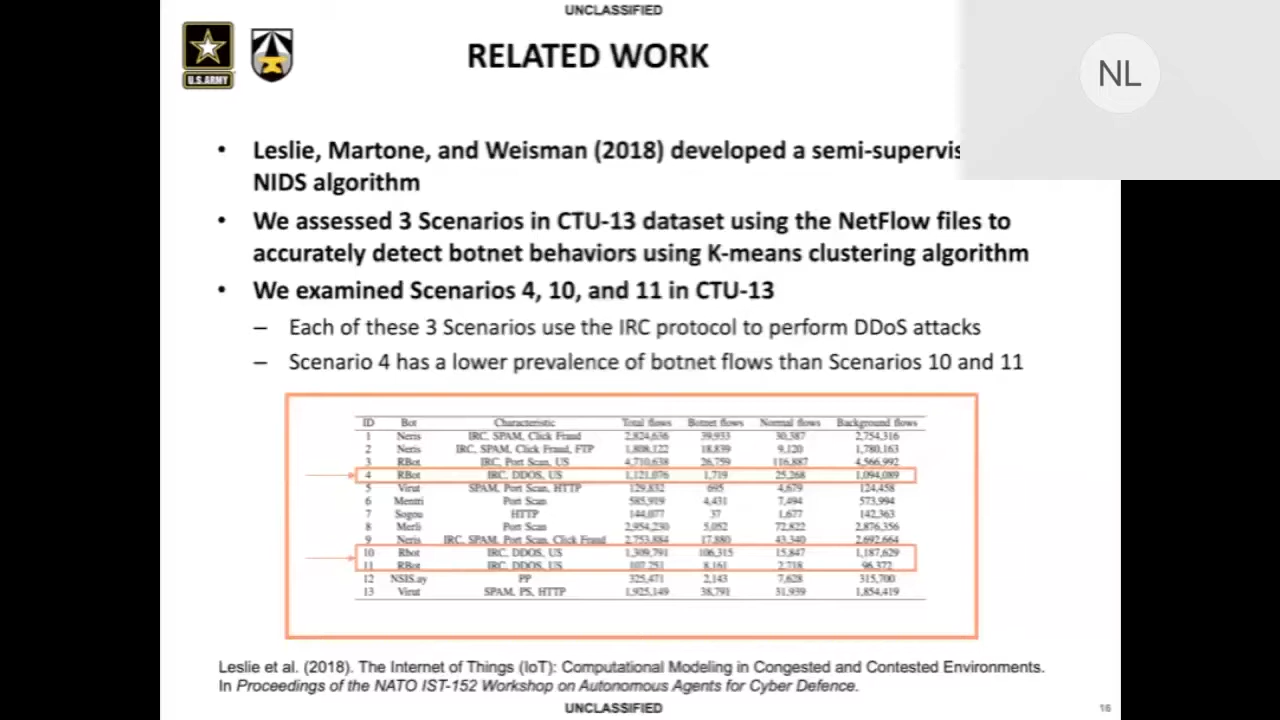 UNCLASSIFIED
U.S.ARMY
RELATED WORK
NL
• Leslie, Martone, and Weisman (2018) developed a semi-supervis
NIDS algorithm
• We assessed 3 Scenarios in CTU-13 dataset using the NetFlow files to
accurately detect botnet behaviors using K-means clustering algorithm
• We examined Scenarios 4, 10, and 11 in CTU-13
– Each of these 3 Scenarios use the IRC protocol to perform DDoS attacks
– Scenario 4 has a lower prevalence of botnet flows than Scenarios 10 and 11
ID Bot Characteristic Total flows Botnet flows Normal flows Background flows
1 Neris IRC, SPAM, Click Fraud 2,824,636 39,933 30,387 2,754,316
2 Neris IRC, SPAM, Click Fraud, FTP 1,808,122 18,839 9,120 1,780,163
3 RBot IRC, Port Scan, US 4,710,638 26,759 116,887 4,566,992
4 RBot IRC, DDOS, US 1,121,076 1,719 25,268 1,094,089
5 Virut SPAM, Port Scan, HTTP 129,832 695 4,679 124,458
6 Menti Port Scan 585,919 4,431 7,494 573,994
7 Sogou HTTP 144,077 37 1,677 142,363
8 Merli Port Scan 2,954,230 5,052 72,822 2,876,356
9 Neris IRC, SPAM, Port Scan, Click Fraud 2,753,884 17,880 43,340 2,692,664
10 Rbot IRC, DDOS, US 1,309,791 106,315 15,847 1,187,629
11 RBot IRC, DDOS, US 107,251 8,161 2,718 96,372
12 NSIS.ay PP 325,471 2,143 7,628 315,700
13 Virut SPAM, PS, HTTP 1,925,149 38,791 31,939 1,854,419
Leslie et al. (2018). The Internet of Things (IoT): Computational Modeling in Congested and Contested Environments.
In Proceedings of the NATO IST-152 Workshop on Autonomous Agents for Cyber Defence.
UNCLASSIFIED
16